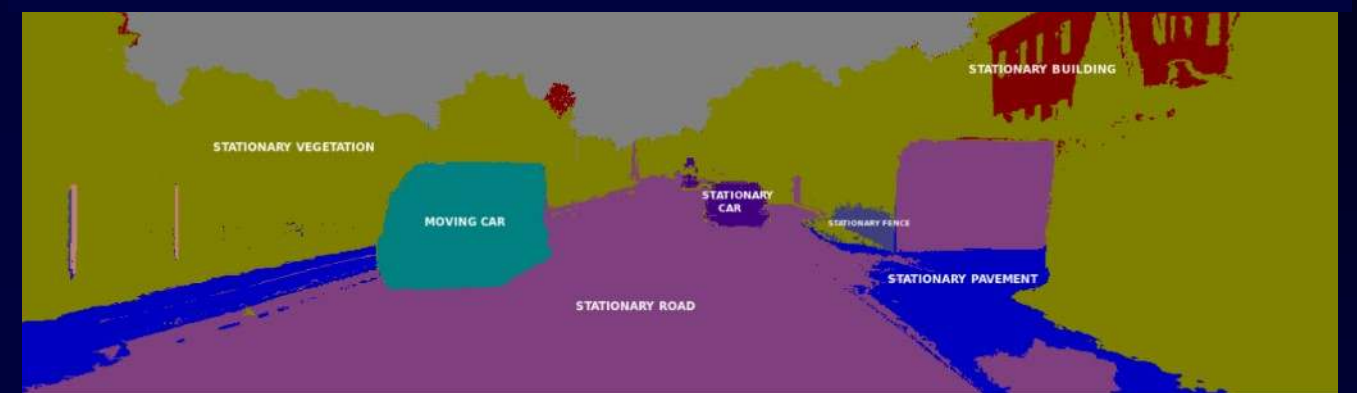 STATIONARY BUILDING
STATIONARY VEGETATION
STATIONARY
CAR
MOVING CAR
STATIONARY FENCE
STATIONARY PAVEMENT
STATIONARY ROAD